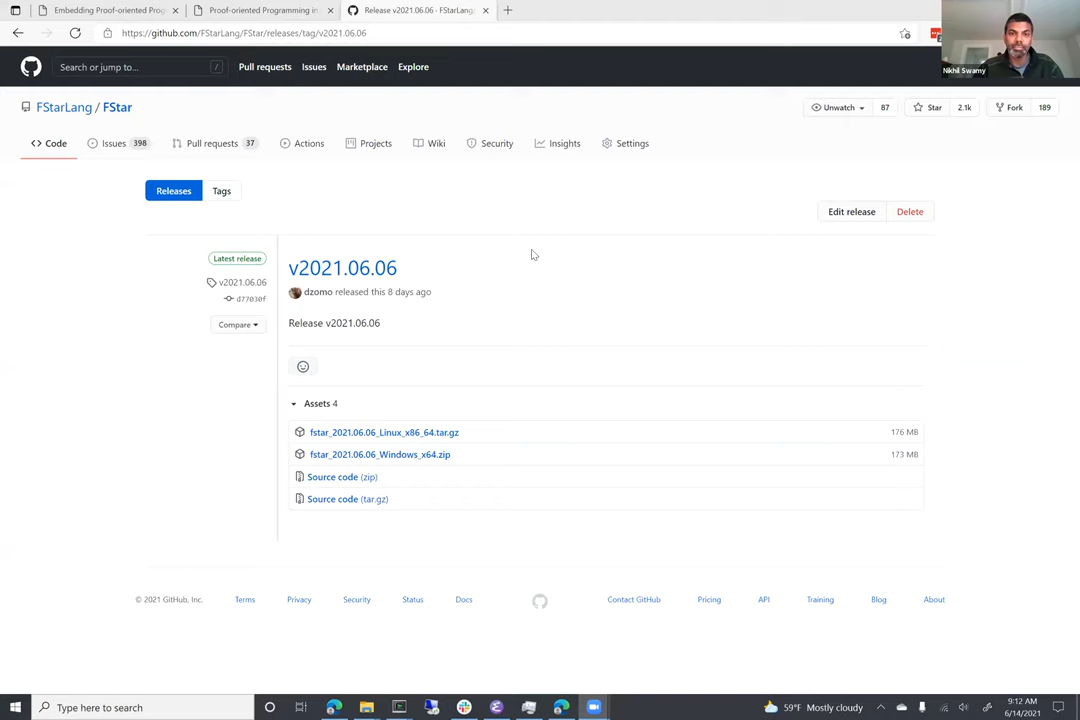 Embedding Proof-oriented Prog
Proof-oriented Programming in
Release v2021.06.06 · FStarLang
https://github.com/FStarLang/FStar/releases/tag/v2021.06.06
Nikhil Swamy
Search or jump to...
/
Pull requests
Issues
Marketplace
Explore
FStarLang / FStar
Unwatch
87
Star
2.1k
Fork
189
Code
Issues 398
Pull requests 37
Actions
Projects
Wiki
Security
Insights
Settings
Releases
Tags
Edit release
Delete
Latest release
v2021.06.06
d77030f
Compare
v2021.06.06
dzomo released this 8 days ago
Release v2021.06.06
Assets 4
fstar_2021.06.06_Linux_x86_64.tar.gz
176 MB
fstar_2021.06.06_Windows_x64.zip
173 MB
Source code (zip)
Source code (tar.gz)
© 2021 GitHub, Inc.
Terms
Privacy
Security
Status
Docs
Contact GitHub
Pricing
API
Training
Blog
About
Type here to search
59°F Mostly cloudy
9:12 AM
6/14/2021